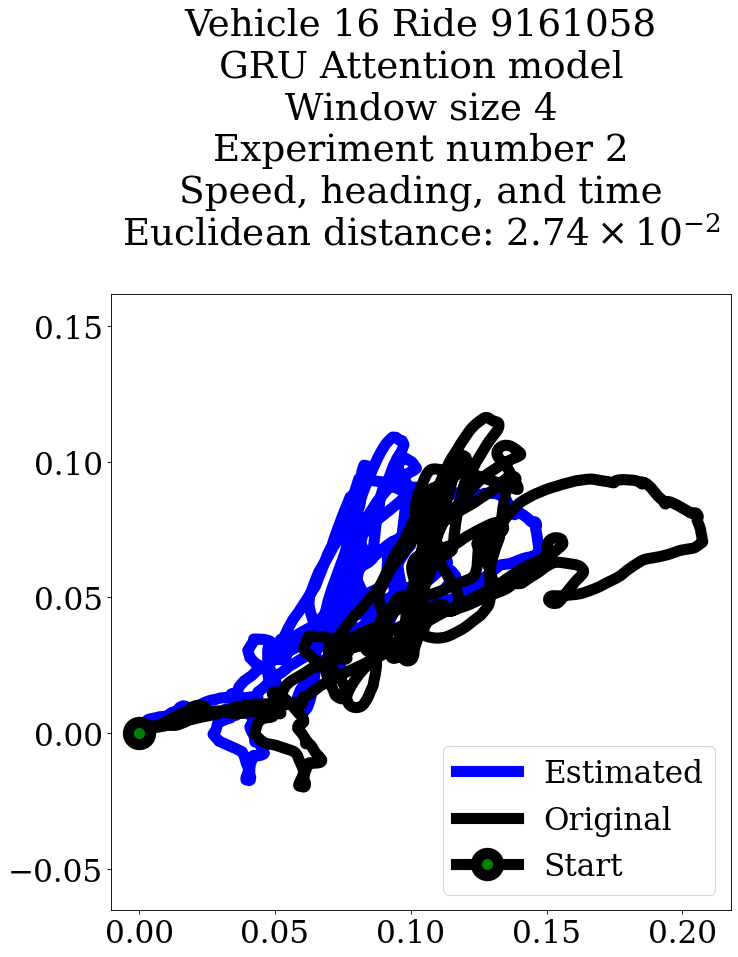 Vehicle 16 Ride 9161058
GRU Attention model
Window size 4
Experiment number 2
Speed, heading, and time
Euclidean distance: 2.74 × 10⁻²
0.15
0.10
0.05
0.00
−0.05
Estimated
Original
Start
0.00 0.05 0.10 0.15 0.20